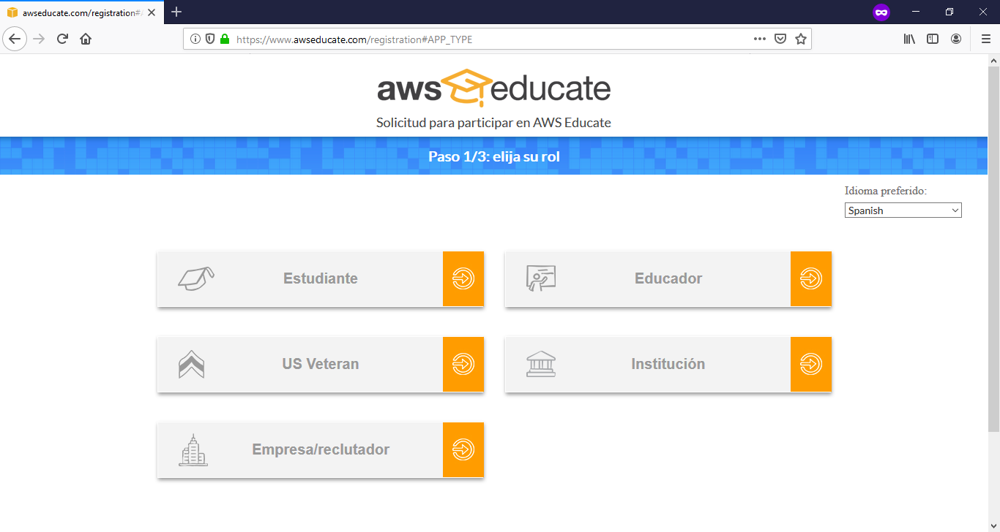 awseducate.com/registration#A
https://www.awseducate.com/registration#APP_TYPE
aws educate
Solicitud para participar en AWS Educate
Paso 1/3: elija su rol
Idioma preferido:
Spanish
Estudiante
Educador
US Veteran
Institución
Empresa/reclutador